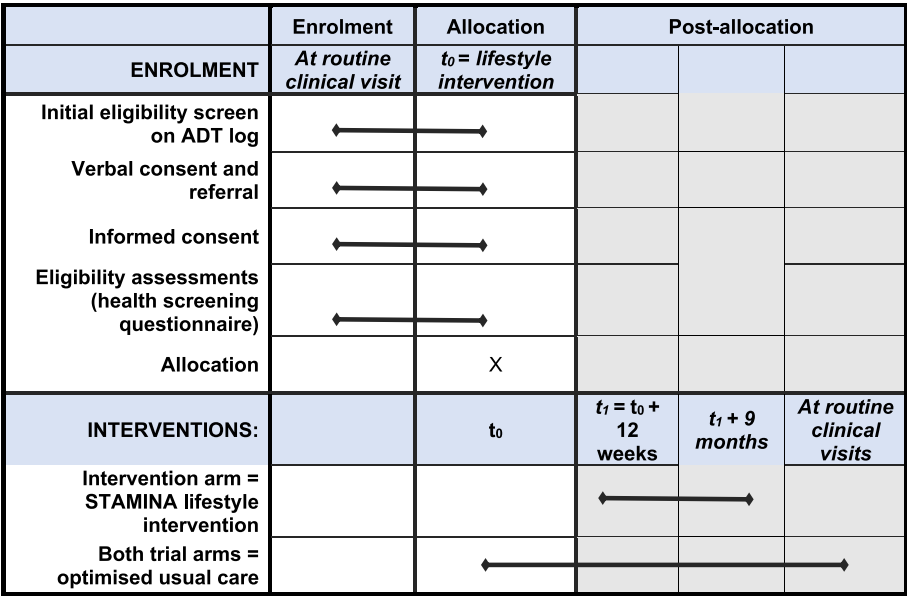 Enrolment Allocation Post-allocation
ENROLMENT
At routine
clinical visit
t0 = lifestyle
intervention
Initial eligibility screen
on ADT log
Verbal consent and
referral
Informed consent
Eligibility assessments
(health screening
questionnaire)
Allocation X
INTERVENTIONS:
t0
t1 = t0 +
12
weeks
t1 + 9
months
At routine
clinical
visits
Intervention arm =
STAMINA lifestyle
intervention
Both trial arms =
optimised usual care